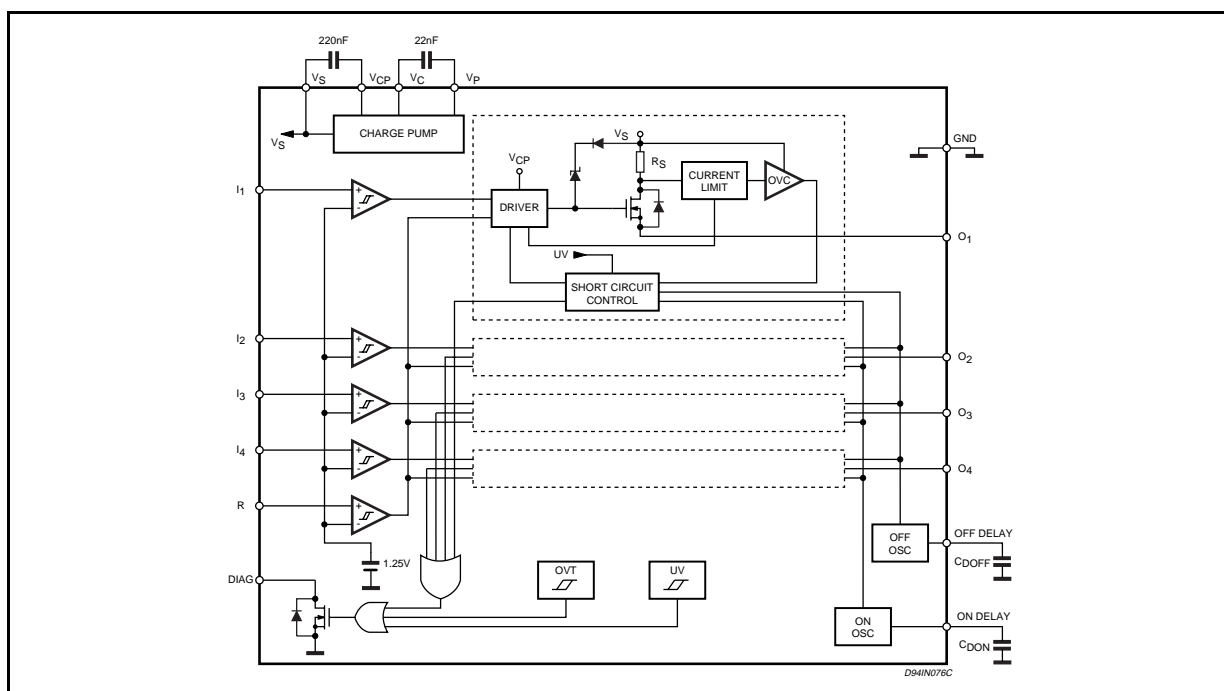 220nF
22nF
VS
VCP
VC
VP
VS
CHARGE PUMP
GND
VS
RS
VCP
CURRENT
LIMIT
OVC
I1
+
-
DRIVER
O1
UV
SHORT CIRCUIT
CONTROL
I2
+
-
O2
I3
+
-
O3
I4
+
-
O4
R
+
-
OFF
OSC
OFF DELAY
CDOFF
1.25V
DIAG
OVT
UV
ON
OSC
ON DELAY
CDON
D94IN076C